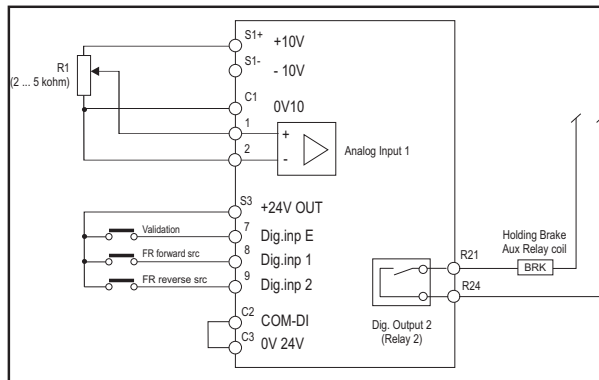 S1+ +10V
S1- - 10V
R1
(2 ... 5 kohm)
C1 0V10
1 +
Analog Input 1
2 -
S3 +24V OUT
Validation 7 Dig.inp E
FR forward src 8 Dig.inp 1
FR reverse src 9 Dig.inp 2
C2 COM-DI
C3 0V 24V
Holding Brake
Aux Relay coil
R21 BRK
R24
Dig. Output 2
(Relay 2)